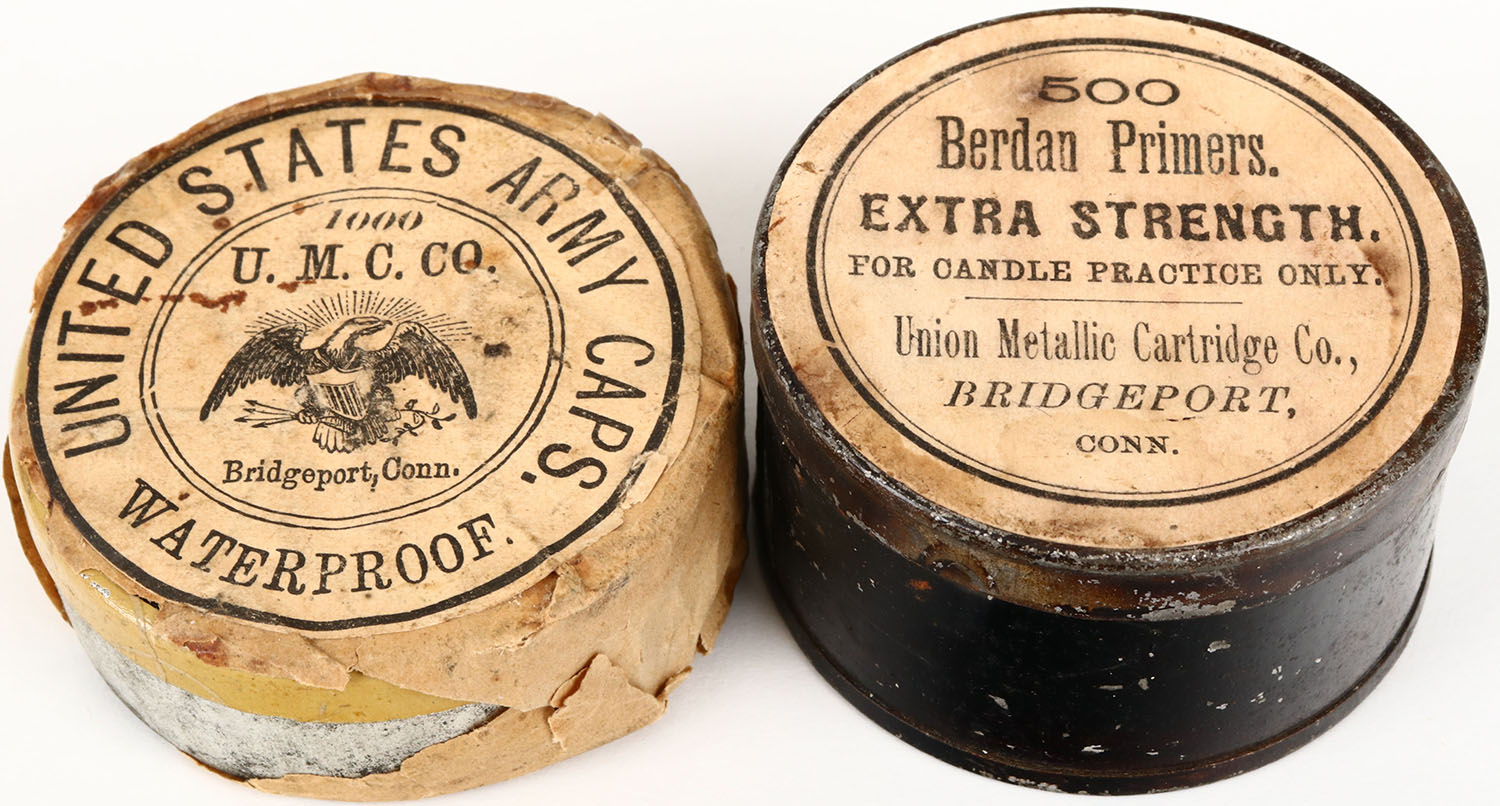 UNITED STATES ARMY CAPS.
1000
U. M. C. CO.
Bridgeport, Conn.
WATERPROOF.
500
Berdan Primers.
EXTRA STRENGTH.
FOR CANDLE PRACTICE ONLY.
Union Metallic Cartridge Co.,
BRIDGEPORT,
CONN.